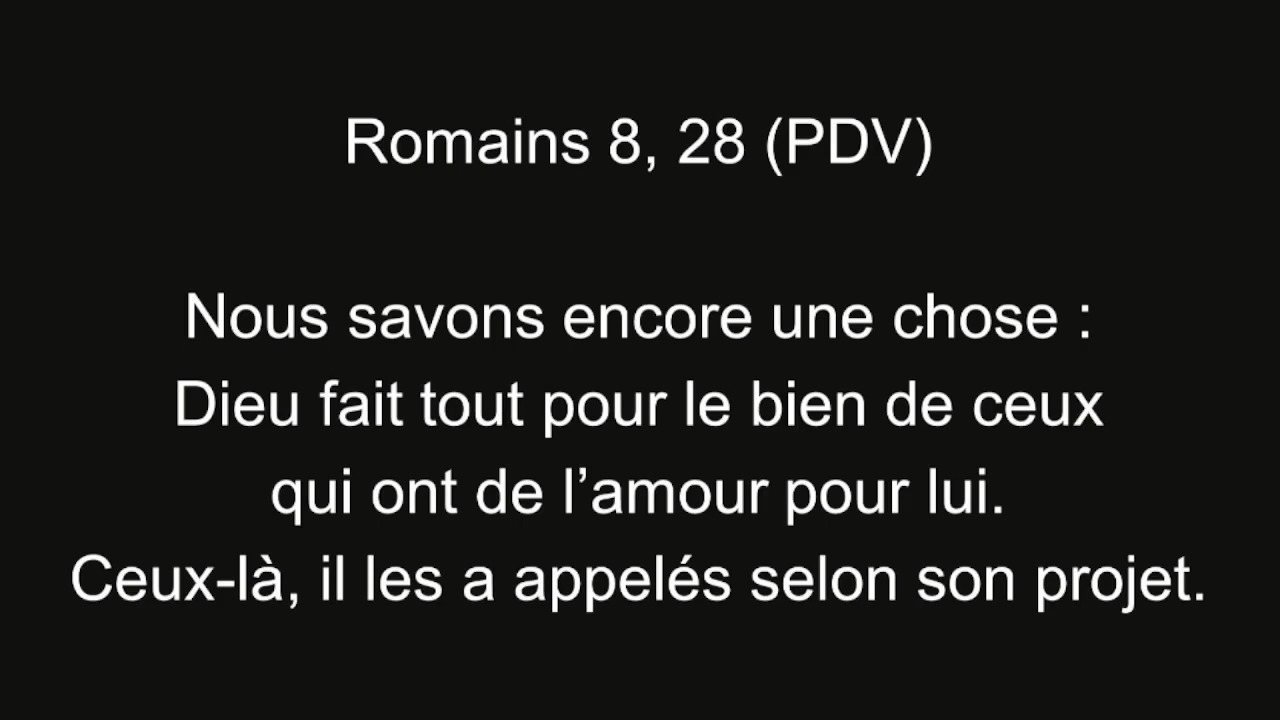 Romains 8, 28 (PDV)
Nous savons encore une chose :
Dieu fait tout pour le bien de ceux
qui ont de l’amour pour lui.
Ceux-là, il les a appelés selon son projet.